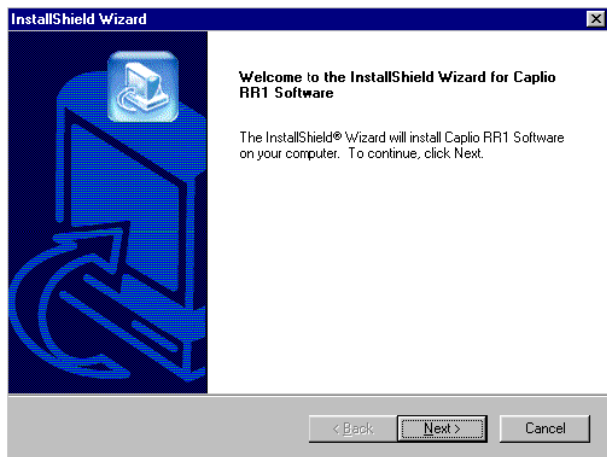 InstallShield Wizard
Welcome to the InstallShield Wizard for Caplio
RR1 Software
The InstallShield® Wizard will install Caplio RR1 Software
on your computer. To continue, click Next.
< Back
Next >
Cancel